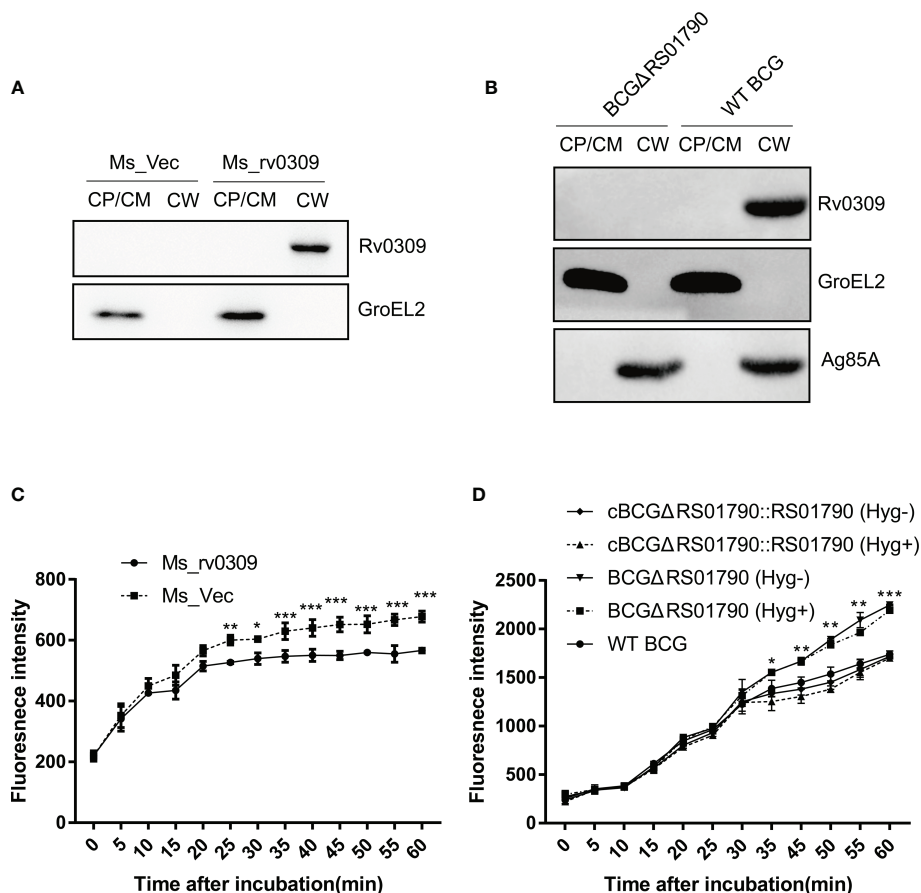 A
Ms_Vec Ms_rv0309
CP/CM CW CP/CM CW
Rv0309
GroEL2
B
BCGΔRS01790 WT BCG
CP/CM CW CP/CM CW
Rv0309
GroEL2
Ag85A
C
Ms_rv0309
Ms_Vec
Fluoresnece intensity
800
600
400
200
0
** * *** *** *** *** *** ***
0 5 10 15 20 25 30 35 40 45 50 55 60
Time after incubation(min)
D
cBCGΔRS01790::RS01790 (Hyg-)
cBCGΔRS01790::RS01790 (Hyg+)
BCGΔRS01790 (Hyg-)
BCGΔRS01790 (Hyg+)
WT BCG
Fluoresnece intensity
2500
2000
1500
1000
500
0
* ** ** ** ***
0 5 10 15 20 25 30 35 45 50 55 60
Time after incubation(min)